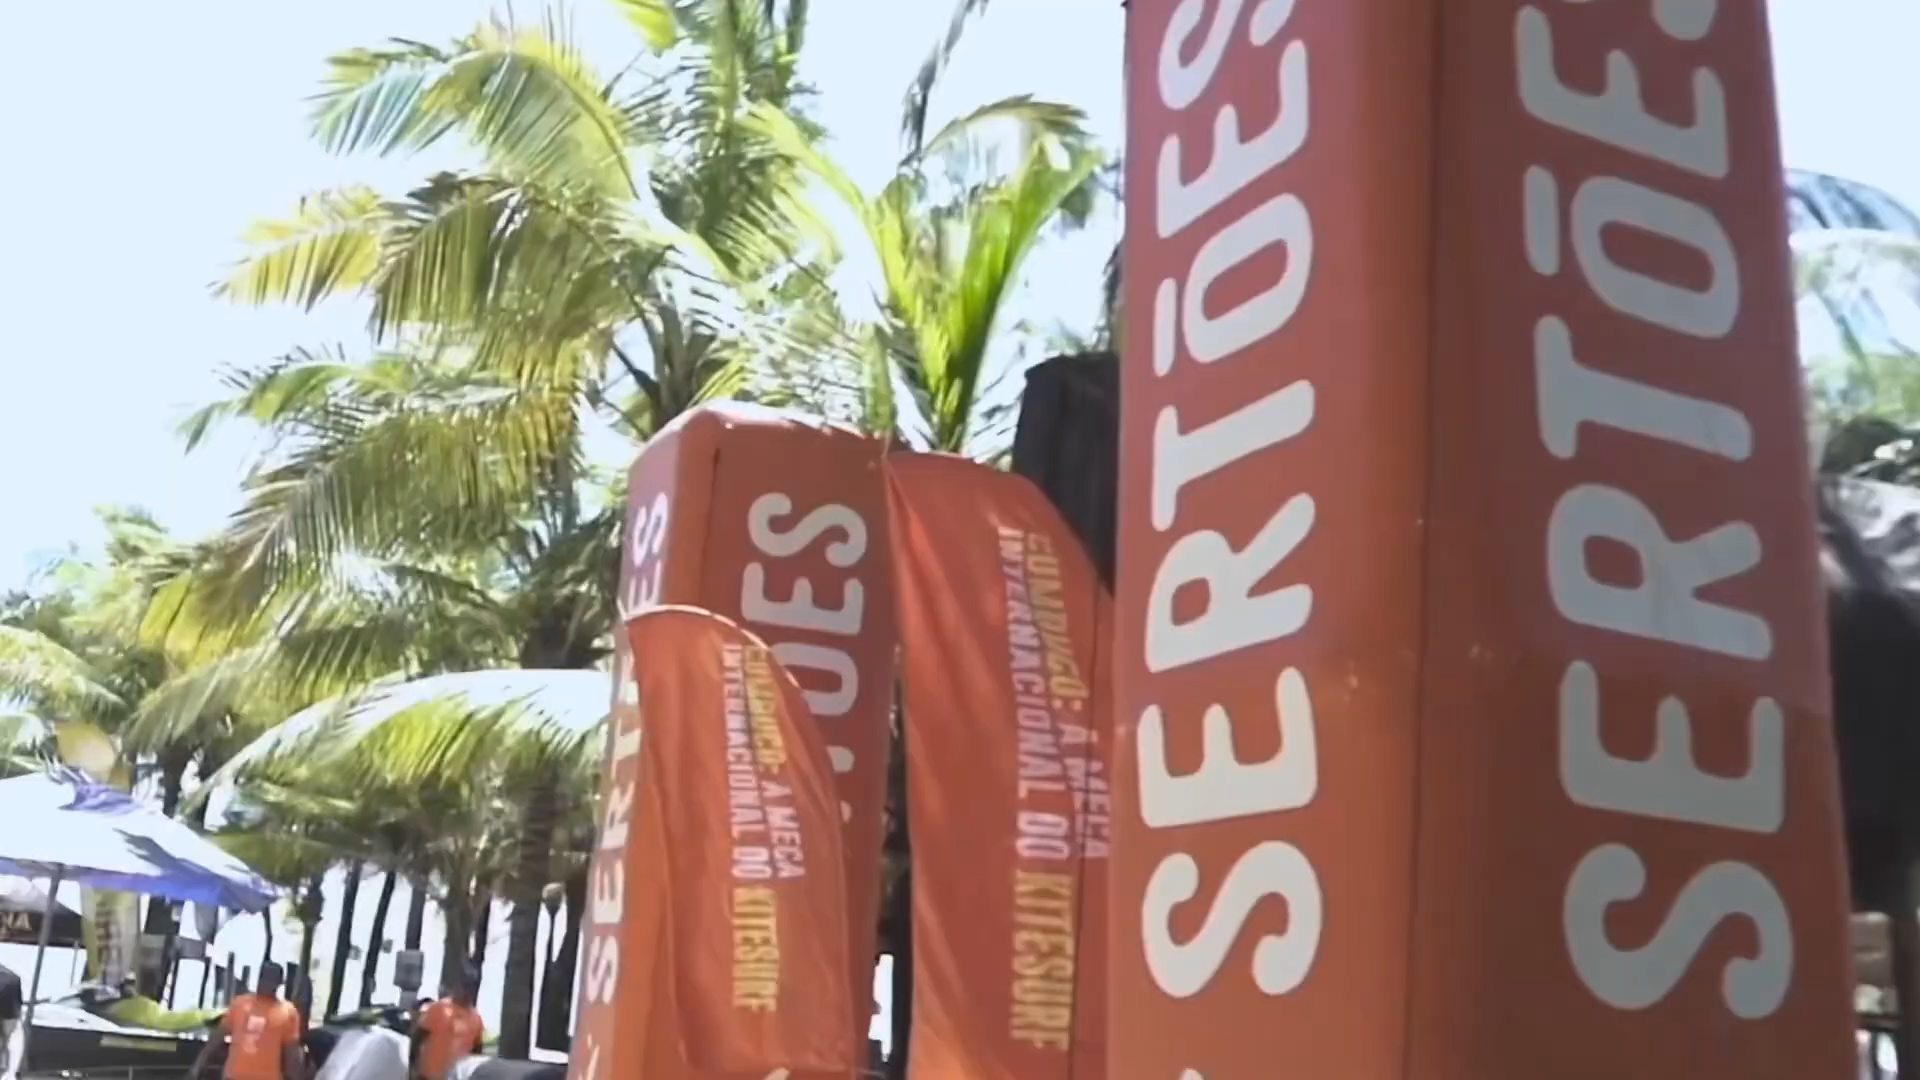 SERTÕES
SERTÕES
SERTÕES
SERTÕES
CUMBUCO: A MECA
INTERNACIONAL DO KITESURF
CUMBUCO: A MECA
INTERNACIONAL DO KITESURF